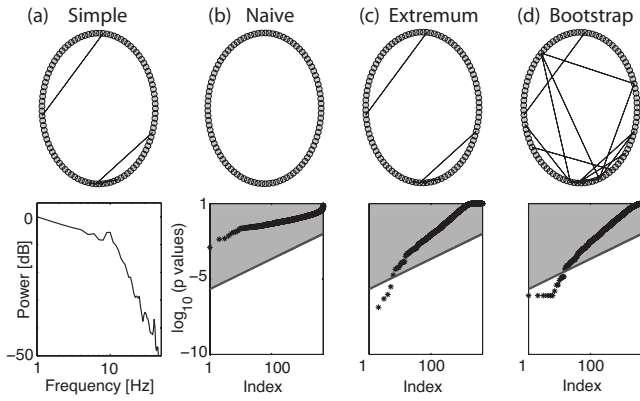 (a) Simple
(b) Naive
(c) Extremum
(d) Bootstrap
Power [dB]
0
−50
1
10
Frequency [Hz]
log10 (p values)
1
−5
−10
1
100
Index
1
100
Index
1
100
Index